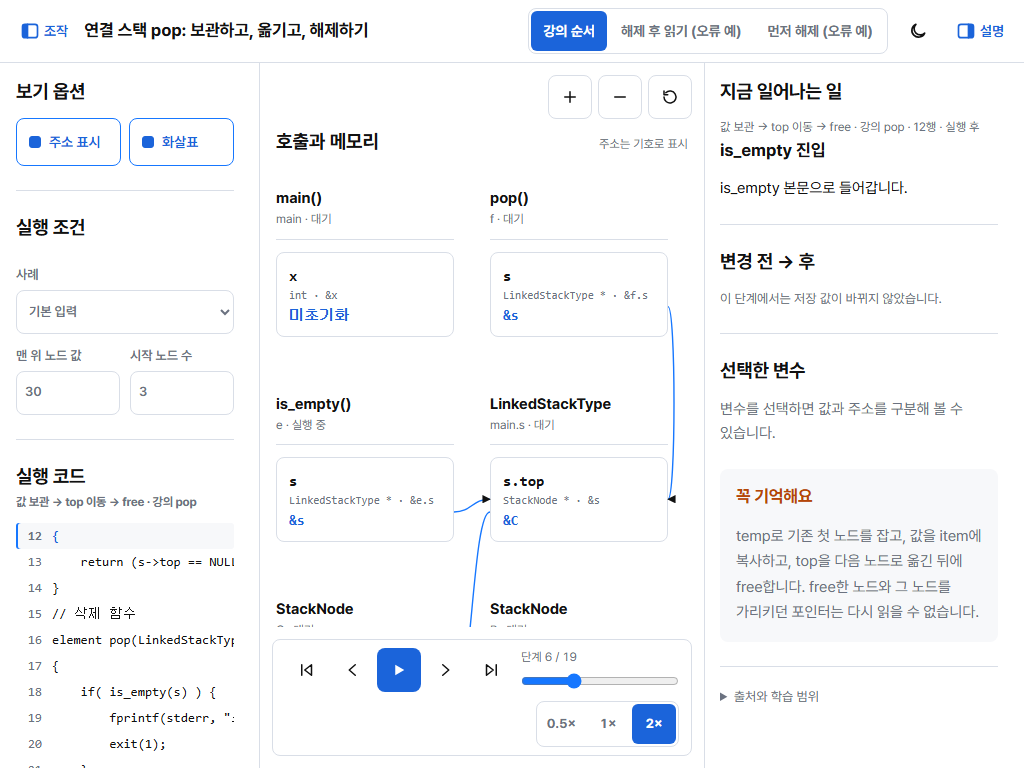 조작
연결 스택 pop: 보관하고, 옮기고, 해제하기
강의 순서
해제 후 읽기 (오류 예)
먼저 해제 (오류 예)
설명
보기 옵션
주소 표시
화살표
실행 조건
사례
기본 입력
맨 위 노드 값
시작 노드 수
30
3
실행 코드
값 보관 → top 이동 → free · 강의 pop
12 {
13 return (s->top == NULL
14 }
15 // 삭제 함수
16 element pop(LinkedStackTyp
17 {
18 if( is_empty(s) ) {
19 fprintf(stderr, "
20 exit(1);
+
−
호출과 메모리
주소는 기호로 표시
main()
main · 대기
x
int · &x
미초기화
pop()
f · 대기
s
LinkedStackType * · &f.s
&s
is_empty()
e · 실행 중
s
LinkedStackType * · &e.s
&s
LinkedStackType
main.s · 대기
s.top
StackNode * · &s
&C
StackNode
StackNode
단계 6 / 19
0.5×
1×
2×
지금 일어나는 일
값 보관 → top 이동 → free · 강의 pop · 12행 · 실행 후
is_empty 진입
is_empty 본문으로 들어갑니다.
변경 전 → 후
이 단계에서는 저장 값이 바뀌지 않았습니다.
선택한 변수
변수를 선택하면 값과 주소를 구분해 볼 수
있습니다.
꼭 기억해요
temp로 기존 첫 노드를 잡고, 값을 item에
복사하고, top을 다음 노드로 옮긴 뒤에
free합니다. free한 노드와 그 노드를
가리키던 포인터는 다시 읽을 수 없습니다.
출처와 학습 범위